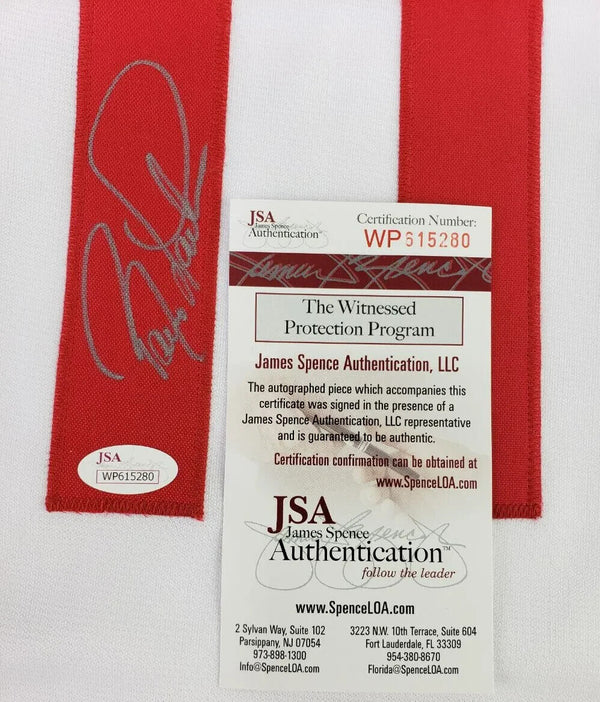 JSA
James Spence
Authentication
Certification Number:
WP615280
The Witnessed
Protection Program
James Spence Authentication, LLC
The autographed piece which accompanies this
certificate was signed in the presence of a
James Spence Authentication, LLC representative
and is guaranteed to be authentic.
Certification confirmation can be obtained at
www.SpenceLOA.com
JSA
James Spence
Authentication™
follow the leader
www.SpenceLOA.com
2 Sylvan Way, Suite 102
Parsippany, NJ 07054
973-898-1300
Info@SpenceLOA.com
3223 N.W. 10th Terrace, Suite 604
Fort Lauderdale, FL 33309
954-380-8670
Florida@SpenceLOA.com
JSA
WP615280